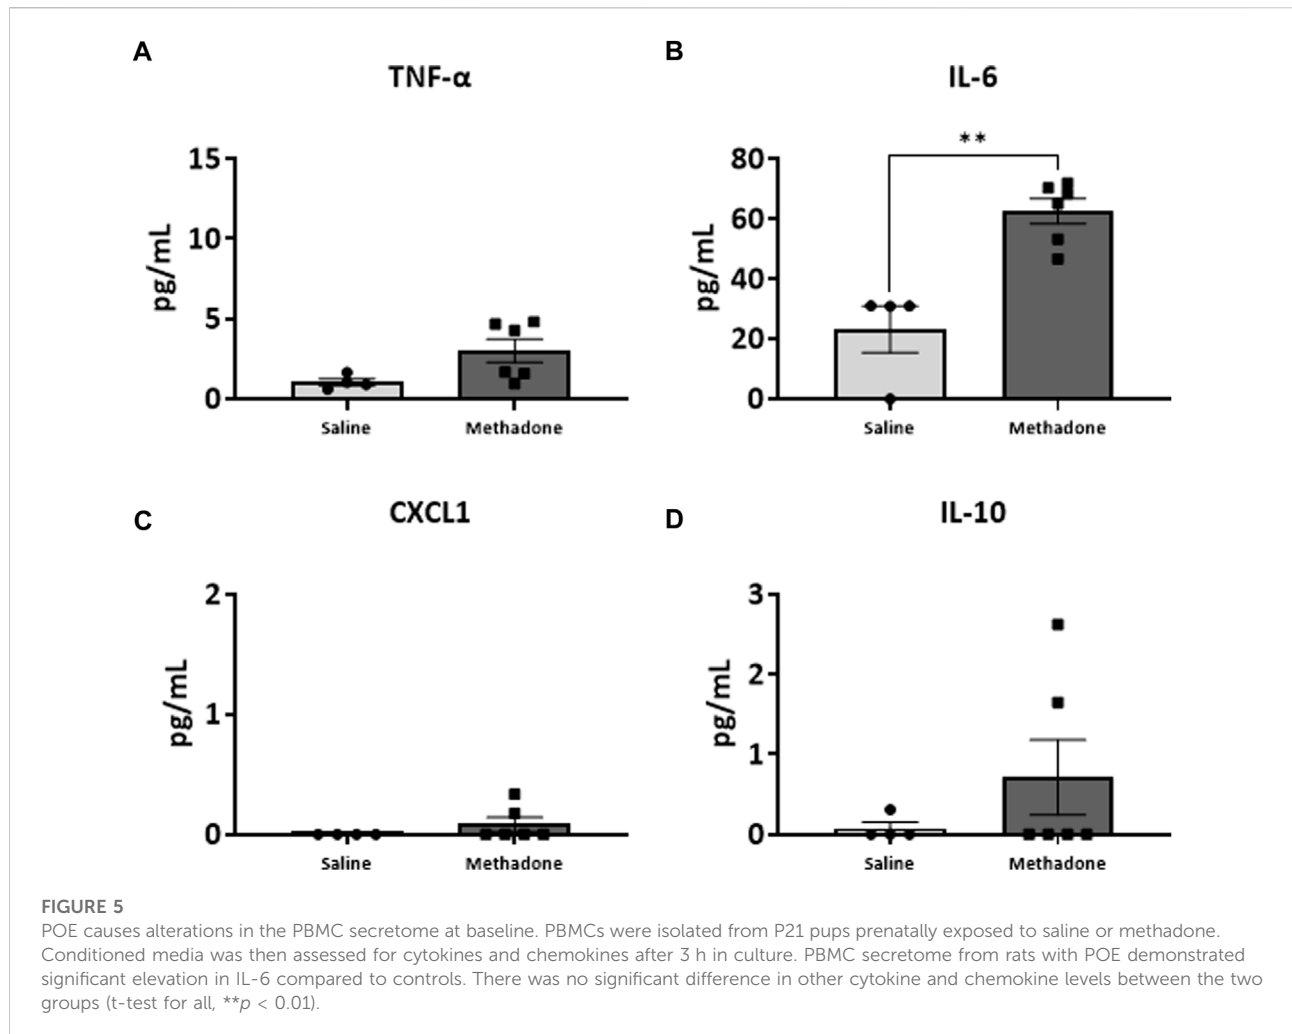 A
TNF-α
15
10
5
0
pg/mL
Saline
Methadone
B
IL-6
**
80
60
40
20
0
pg/mL
Saline
Methadone
C
CXCL1
2
1
0
pg/mL
Saline
Methadone
D
IL-10
3
2
1
0
pg/mL
Saline
Methadone
FIGURE 5
POE causes alterations in the PBMC secretome at baseline. PBMCs were isolated from P21 pups prenatally exposed to saline or methadone.
Conditioned media was then assessed for cytokines and chemokines after 3 h in culture. PBMC secretome from rats with POE demonstrated
significant elevation in IL-6 compared to controls. There was no significant difference in other cytokine and chemokine levels between the two
groups (t-test for all, **p < 0.01).